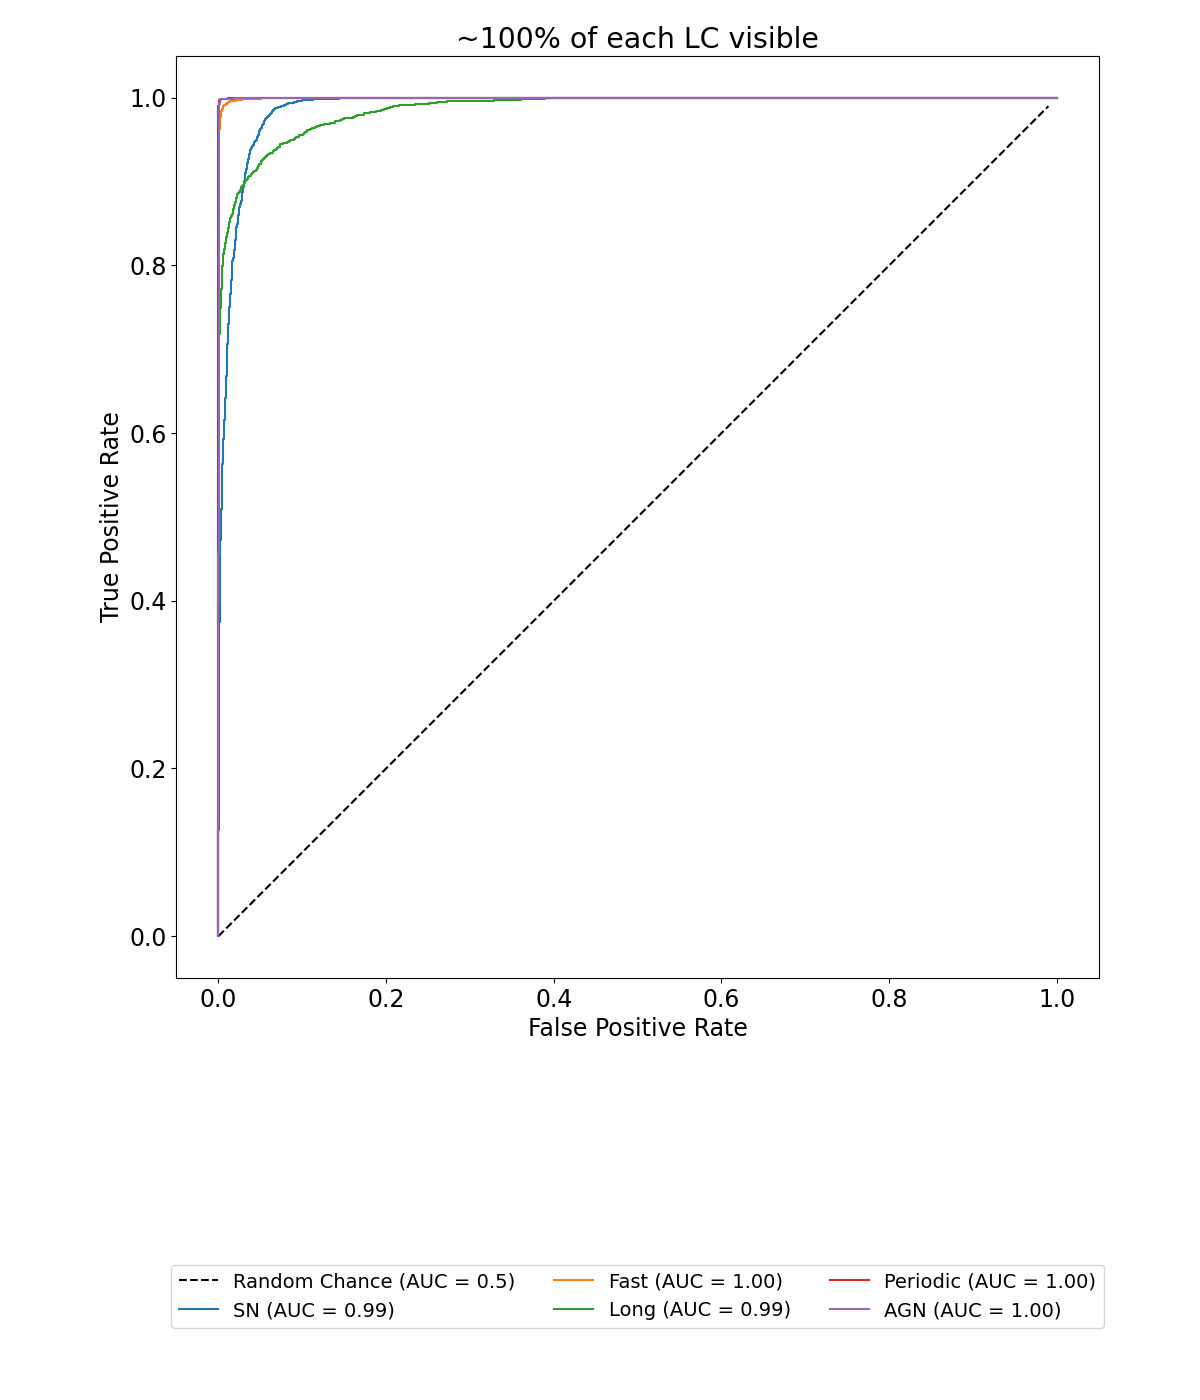 ~100% of each LC visible
True Positive Rate
1.0
0.8
0.6
0.4
0.2
0.0
0.0 0.2 0.4 0.6 0.8 1.0
False Positive Rate
Random Chance (AUC = 0.5)
SN (AUC = 0.99)
Fast (AUC = 1.00)
Long (AUC = 0.99)
Periodic (AUC = 1.00)
AGN (AUC = 1.00)